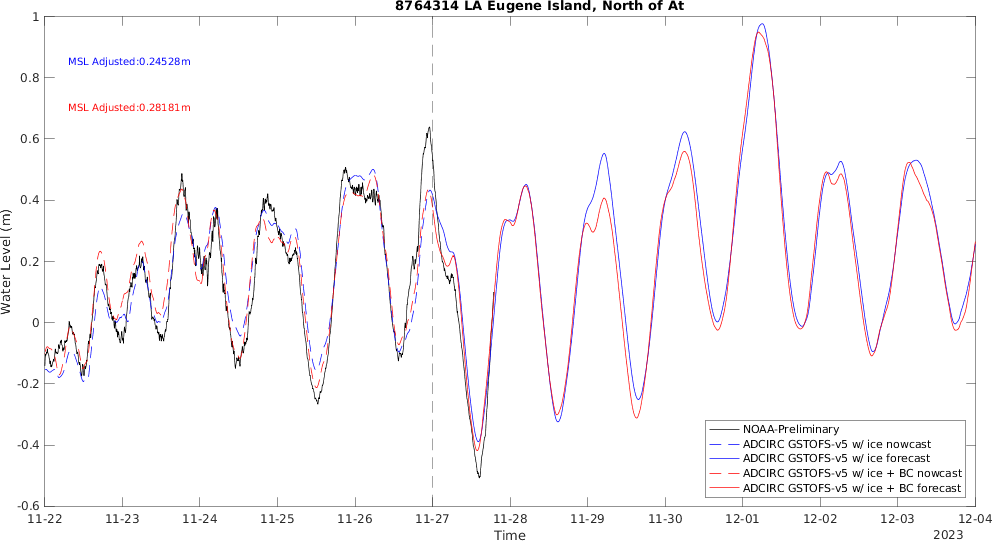 8764314 LA Eugene Island, North of At
MSL Adjusted:0.24528m
MSL Adjusted:0.28181m
Water Level (m)
1
0.8
0.6
0.4
0.2
0
-0.2
-0.4
-0.6
NOAA-Preliminary
ADCIRC GSTOFS-v5 w/ ice nowcast
ADCIRC GSTOFS-v5 w/ ice forecast
ADCIRC GSTOFS-v5 w/ ice + BC nowcast
ADCIRC GSTOFS-v5 w/ ice + BC forecast
11-22 11-23 11-24 11-25 11-26 11-27 11-28 11-29 11-30 12-01 12-02 12-03 12-04
Time
2023